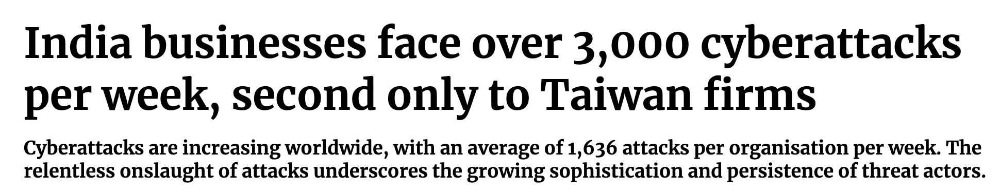 India businesses face over 3,000 cyberattacks
per week, second only to Taiwan firms
Cyberattacks are increasing worldwide, with an average of 1,636 attacks per organisation per week. The
relentless onslaught of attacks underscores the growing sophistication and persistence of threat actors.